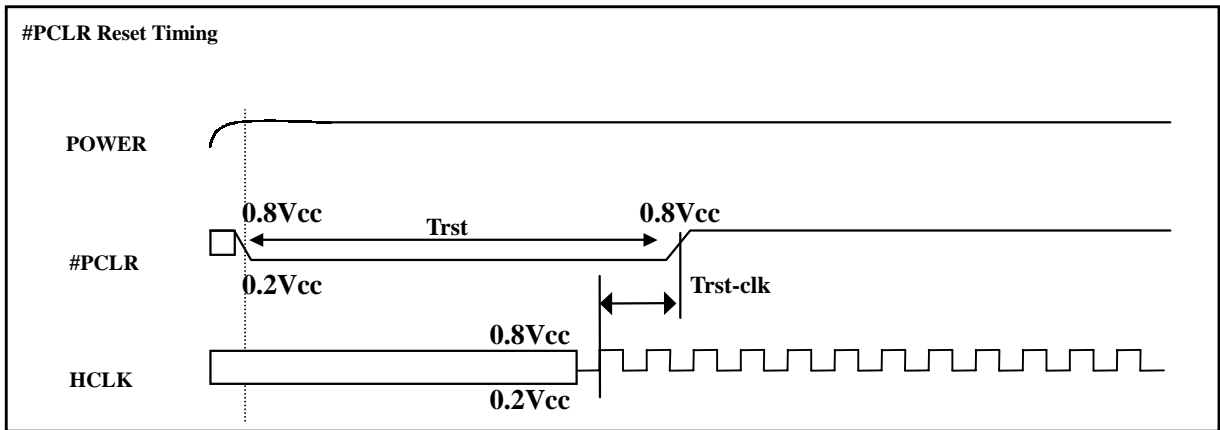 #PCLR Reset Timing
POWER
0.8Vcc
0.8Vcc
Trst
#PCLR
0.2Vcc
Trst-clk
0.8Vcc
HCLK
0.2Vcc